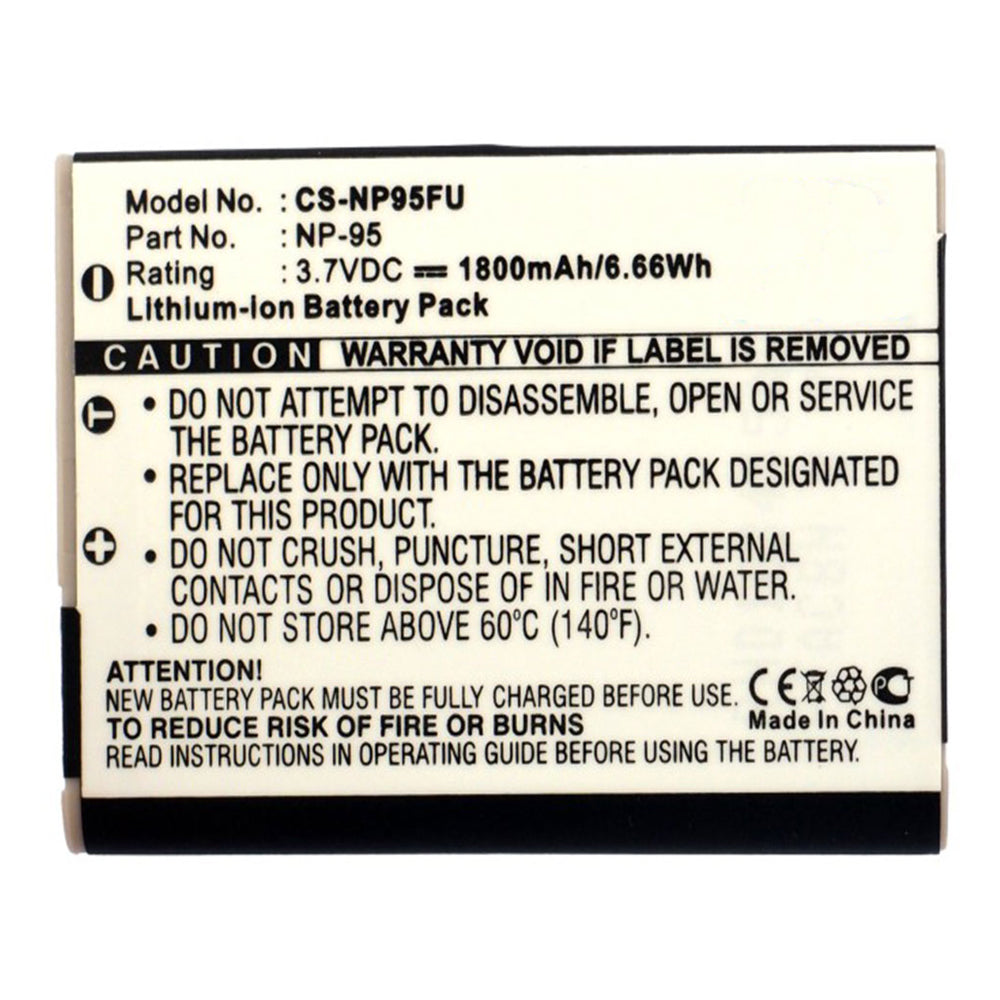 Model No. : CS-NP95FU
Part No. : NP-95
Rating : 3.7VDC ⎓ 1800mAh/6.66Wh
Lithium-ion Battery Pack
CAUTION WARRANTY VOID IF LABEL IS REMOVED
• DO NOT ATTEMPT TO DISASSEMBLE, OPEN OR SERVICE
THE BATTERY PACK.
• REPLACE ONLY WITH THE BATTERY PACK DESIGNATED
FOR THIS PRODUCT.
• DO NOT CRUSH, PUNCTURE, SHORT EXTERNAL
CONTACTS OR DISPOSE OF IN FIRE OR WATER.
• DO NOT STORE ABOVE 60°C (140°F).
ATTENTION!
NEW BATTERY PACK MUST BE FULLY CHARGED BEFORE USE.
TO REDUCE RISK OF FIRE OR BURNS
READ INSTRUCTIONS IN OPERATING GUIDE BEFORE USING THE BATTERY.
CE
Made In China
− T +